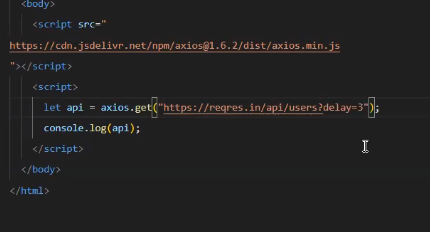 <body>
<script src="
https://cdn.jsdelivr.net/npm/axios@1.6.2/dist/axios.min.js
"></script>
<script>
let api = axios.get("https://reqres.in/api/users?delay=3");
console.log(api);
</script>
</body>
</html>